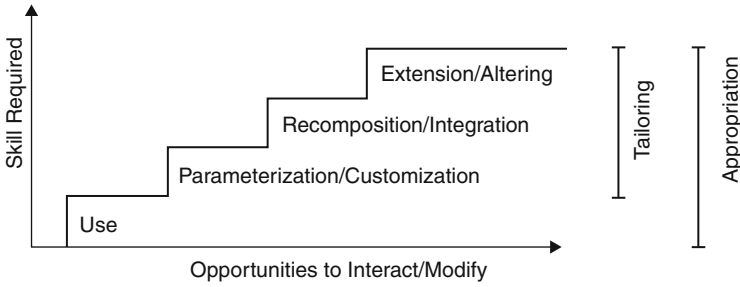 Skill Required
Extension/Altering
Recomposition/Integration
Parameterization/Customization
Use
Opportunities to Interact/Modify
Tailoring
Appropriation